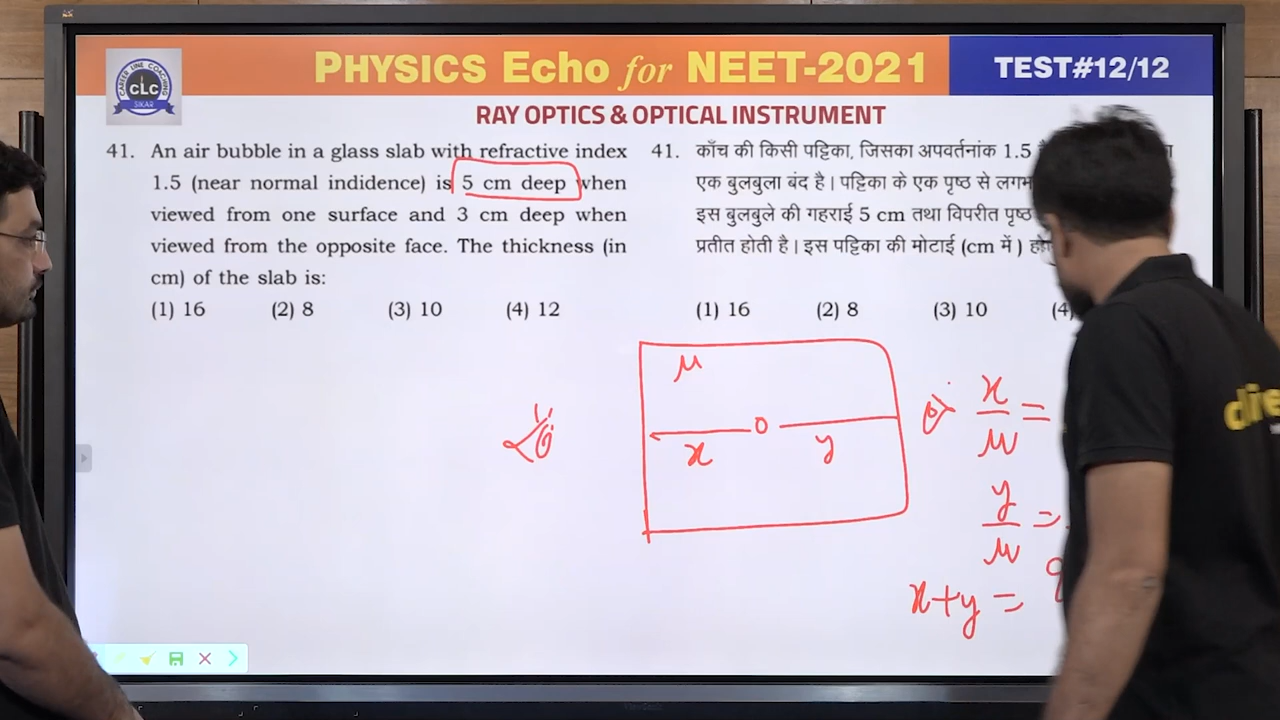 PHYSICS Echo for NEET-2021
TEST#12/12
CAREER LINE COACHING
CLC
SIKAR
RAY OPTICS & OPTICAL INSTRUMENT
41. An air bubble in a glass slab with refractive index
1.5 (near normal indidence) is 5 cm deep when
viewed from one surface and 3 cm deep when
viewed from the opposite face. The thickness (in
cm) of the slab is:
(1) 16 (2) 8 (3) 10 (4) 12
41. काँच की किसी पट्टिका, जिसका अपवर्तनांक 1.5
एक बुलबुला बंद है। पट्टिका के एक पृष्ठ से
इस बुलबुले की गहराई 5 cm तथा विपरीत पृष्ठ
प्रतीत होती है। इस पट्टिका की मोटाई (cm में )
(1) 16 (2) 8 (3) 10 (4)
μ
x
y
x/μ =
y/μ =
x+y =
ViewSonic